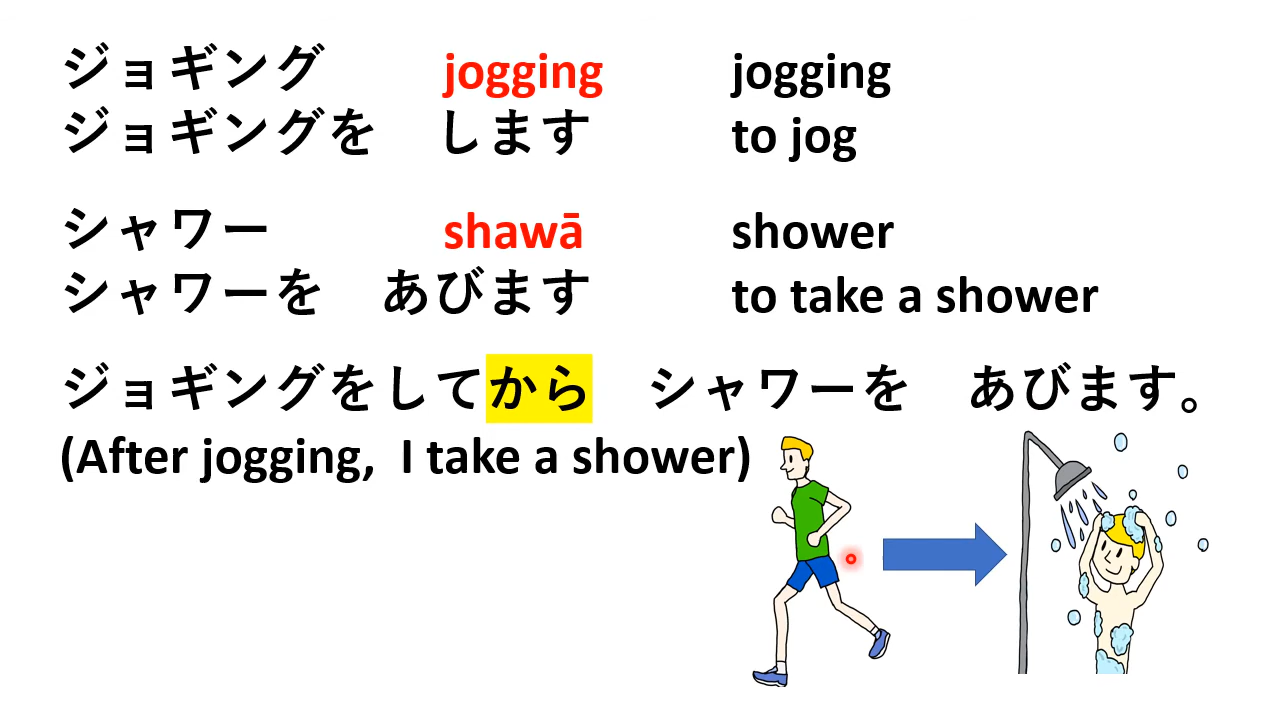 ジョギング jogging jogging
ジョギングを　します to jog
シャワー shawā shower
シャワーを　あびます to take a shower
ジョギングをしてから　シャワーを　あびます。
(After jogging,  I take a shower)